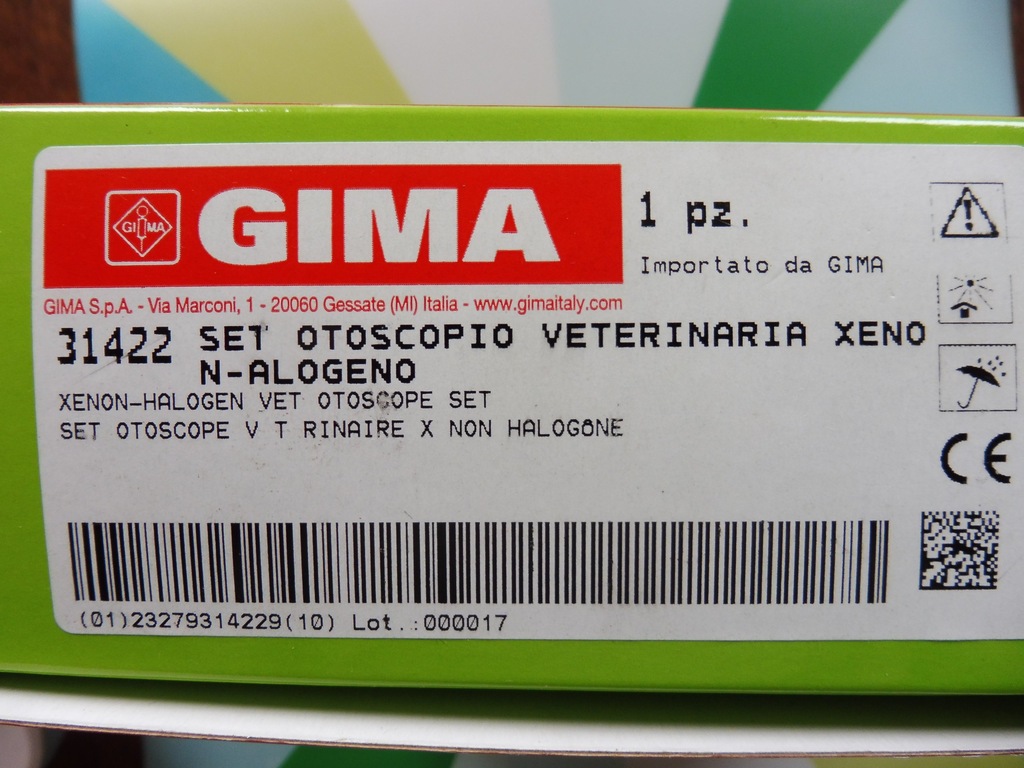 GIMA
GIMA
1 pz.
Importato da GIMA
GIMA S.p.A. - Via Marconi, 1 - 20060 Gessate (MI) Italia - www.gimaitaly.com
31422 SET OTOSCOPIO VETERINARIA XENO
N-ALOGENO
XENON-HALOGEN VET OTOSCOPE SET
SET OTOSCOPE V T RINAIRE X NON HALOGôNE
CE
(01)23279314229(10) Lot.:000017